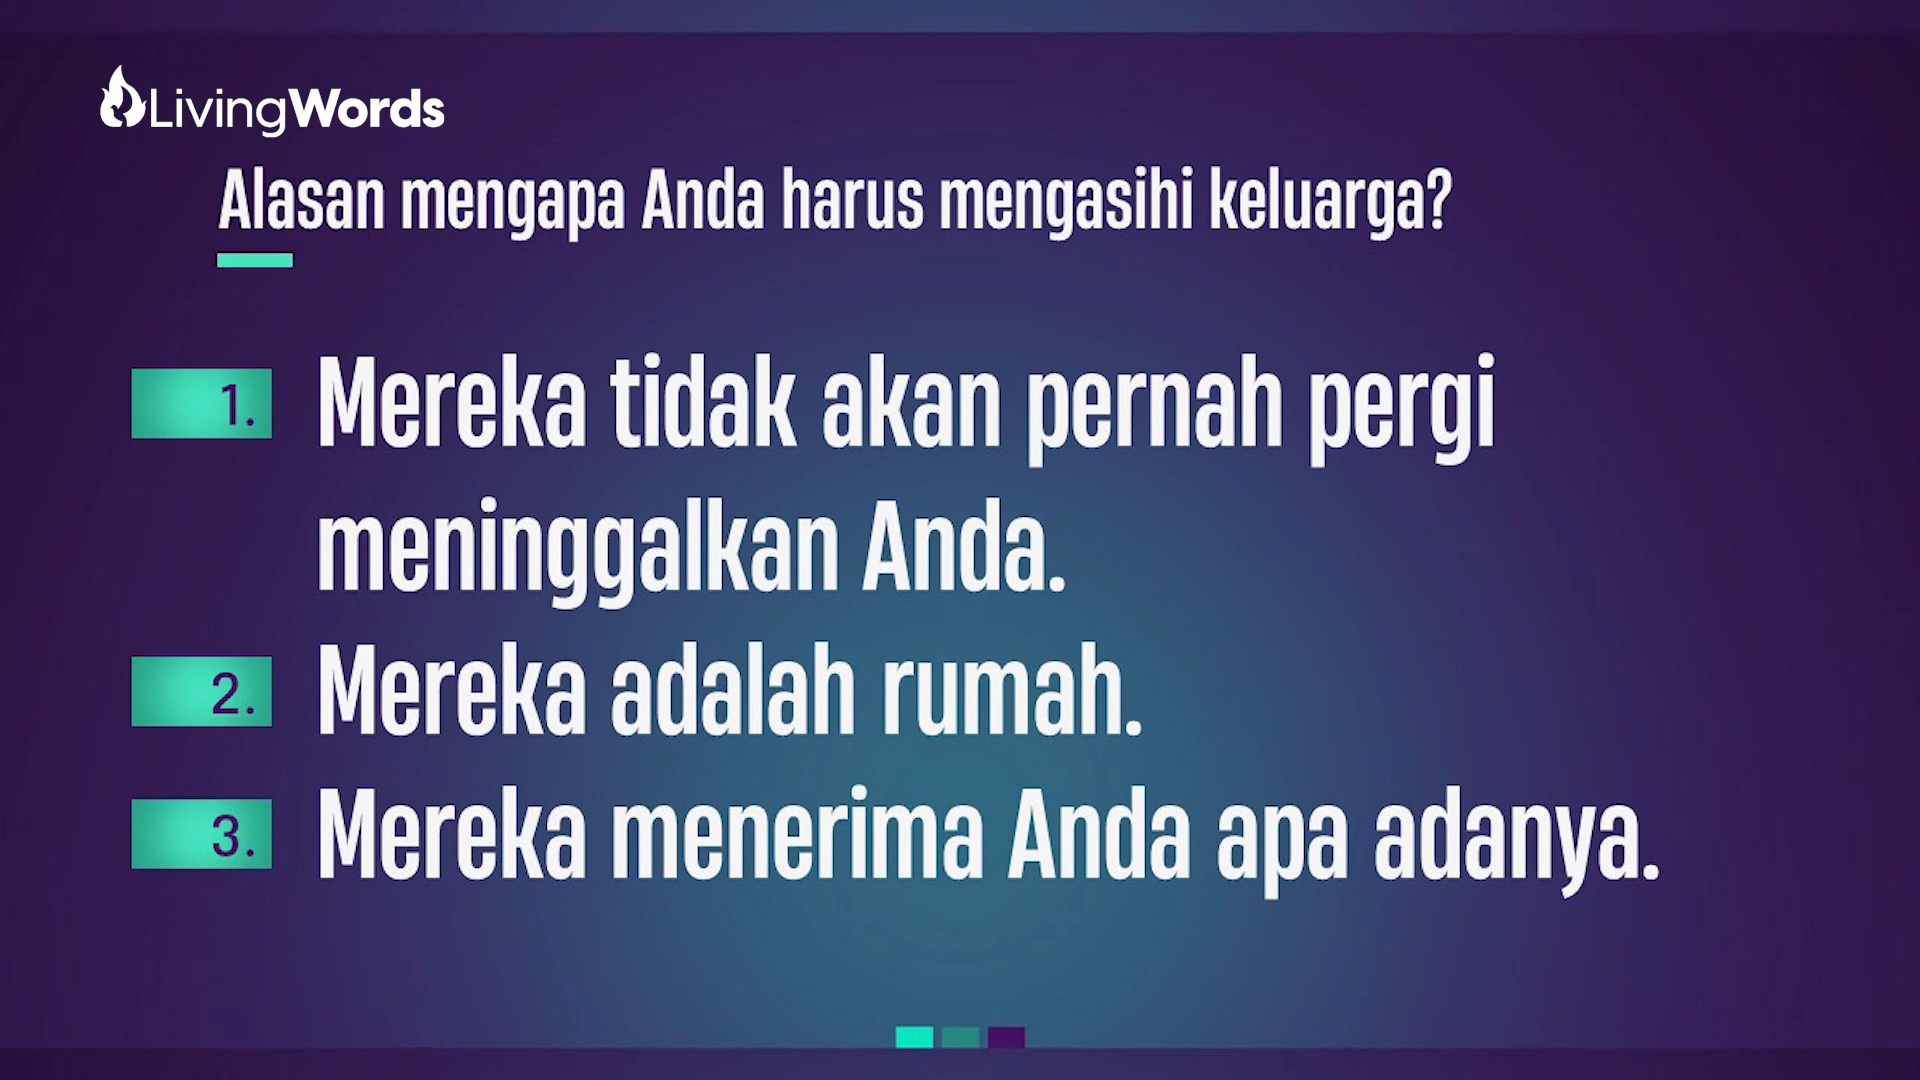 LivingWords
Alasan mengapa Anda harus mengasihi keluarga?
1. Mereka tidak akan pernah pergi
meninggalkan Anda.
2. Mereka adalah rumah.
3. Mereka menerima Anda apa adanya.